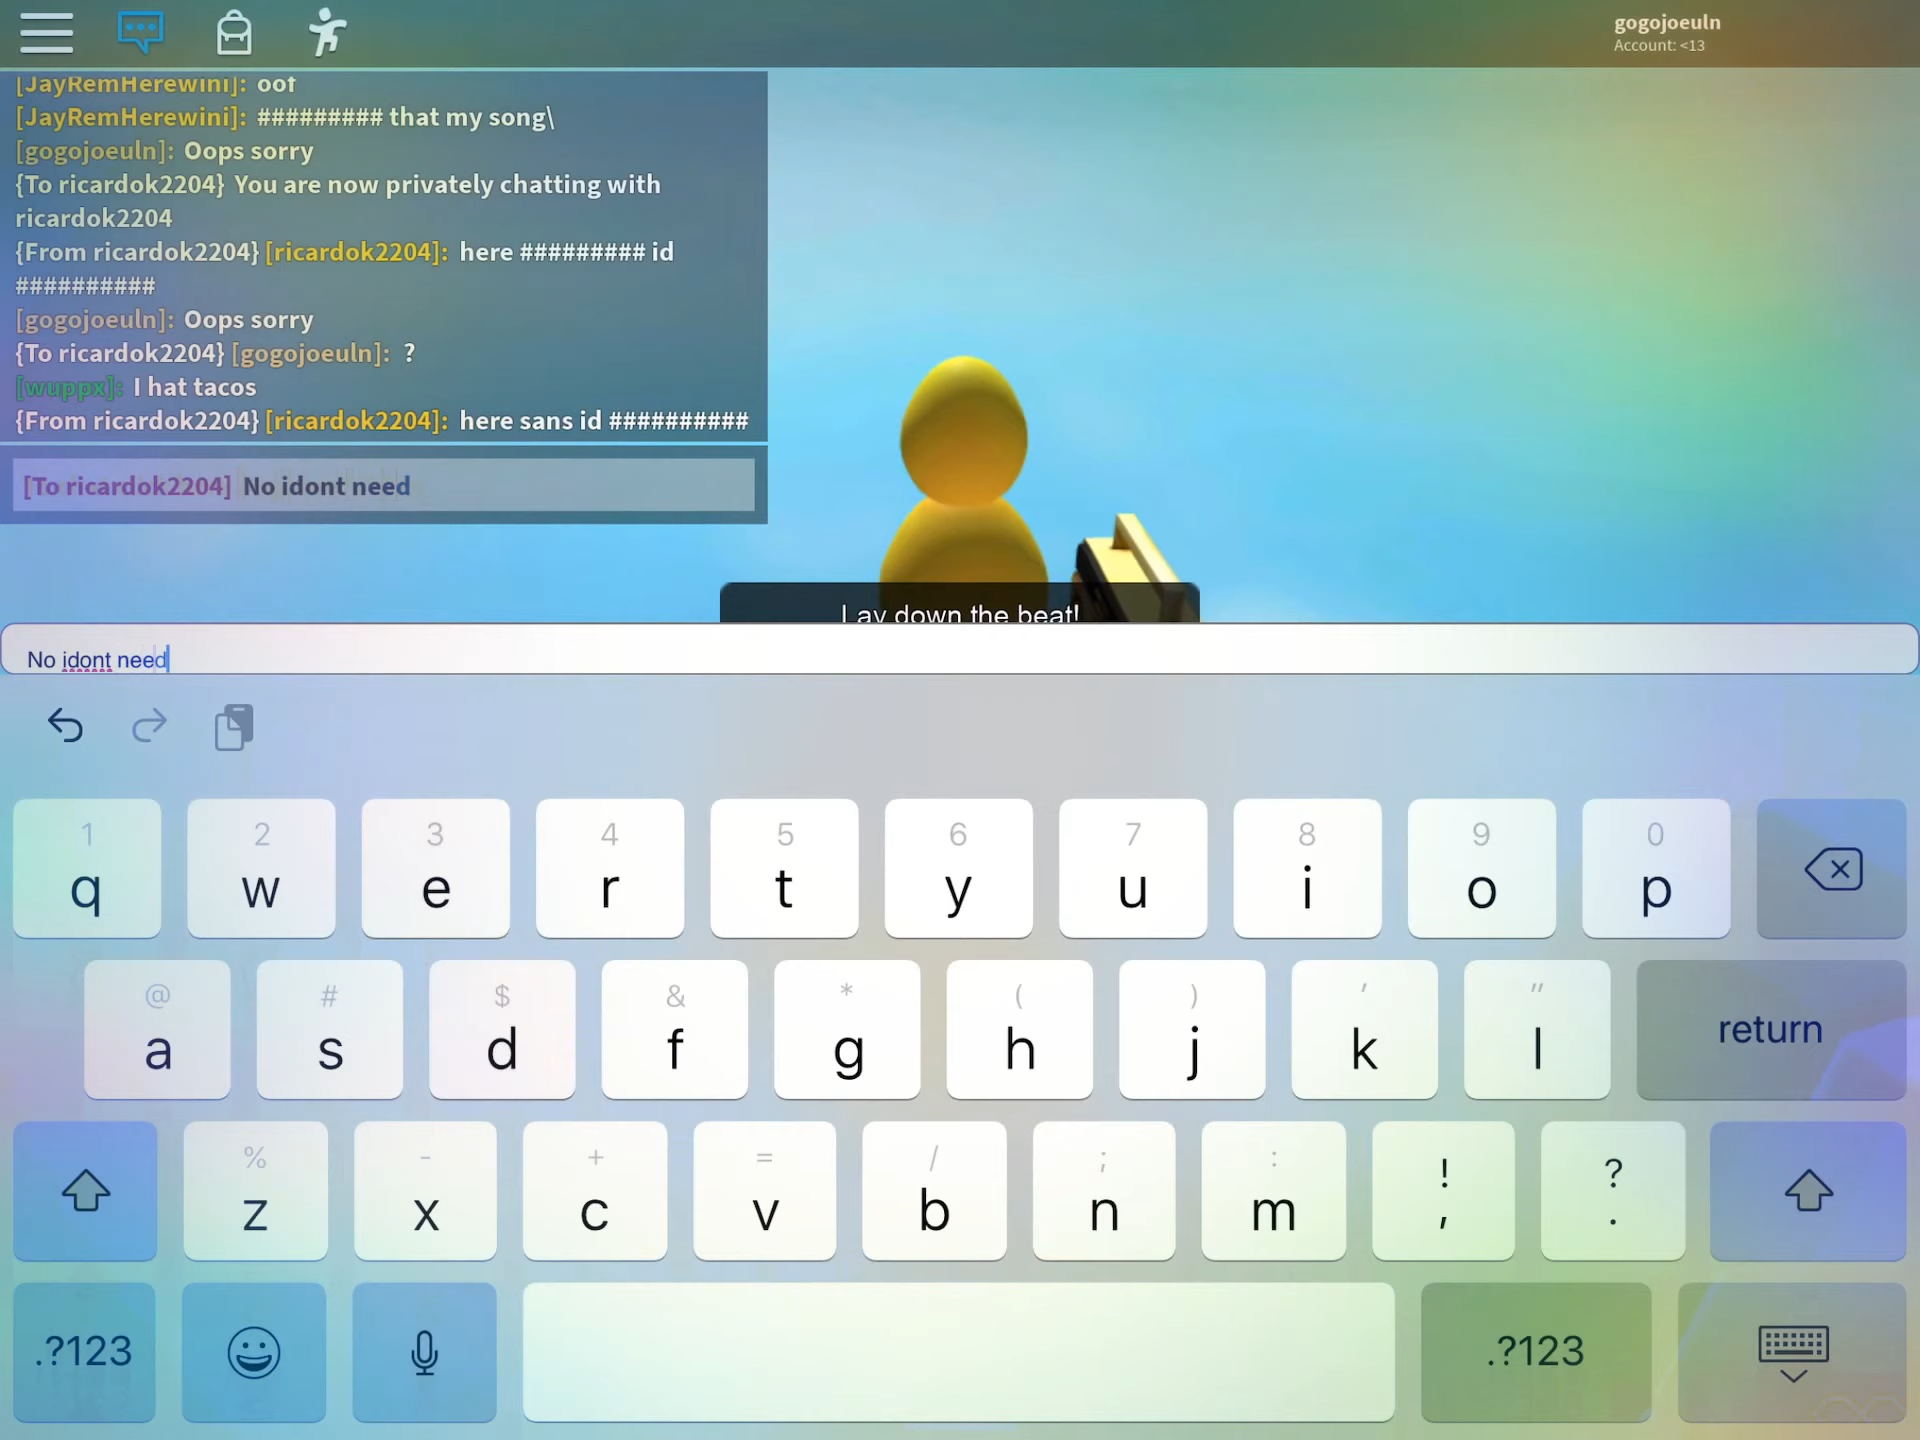 gogojoeuln
Account: <13
[JayRemHerewini]: oof
[JayRemHerewini]: ######### that my song\
[gogojoeuln]: Oops sorry
{To ricardok2204} You are now privately chatting with
ricardok2204
{From ricardok2204} [ricardok2204]: here ######### id
##########
[gogojoeuln]: Oops sorry
{To ricardok2204} [gogojoeuln]: ?
[wuppx]: I hat tacos
{From ricardok2204} [ricardok2204]: here sans id ##########
[To ricardok2204] No idont need
Lay down the beat!
No idont need
1 2 3 4 5 6 7 8 9 0
q w e r t y u i o p
@ # $ & * ( ) ' "
a s d f g h j k l return
% - + = / ; : ! ?
z x c v b n m , .
.?123 .?123